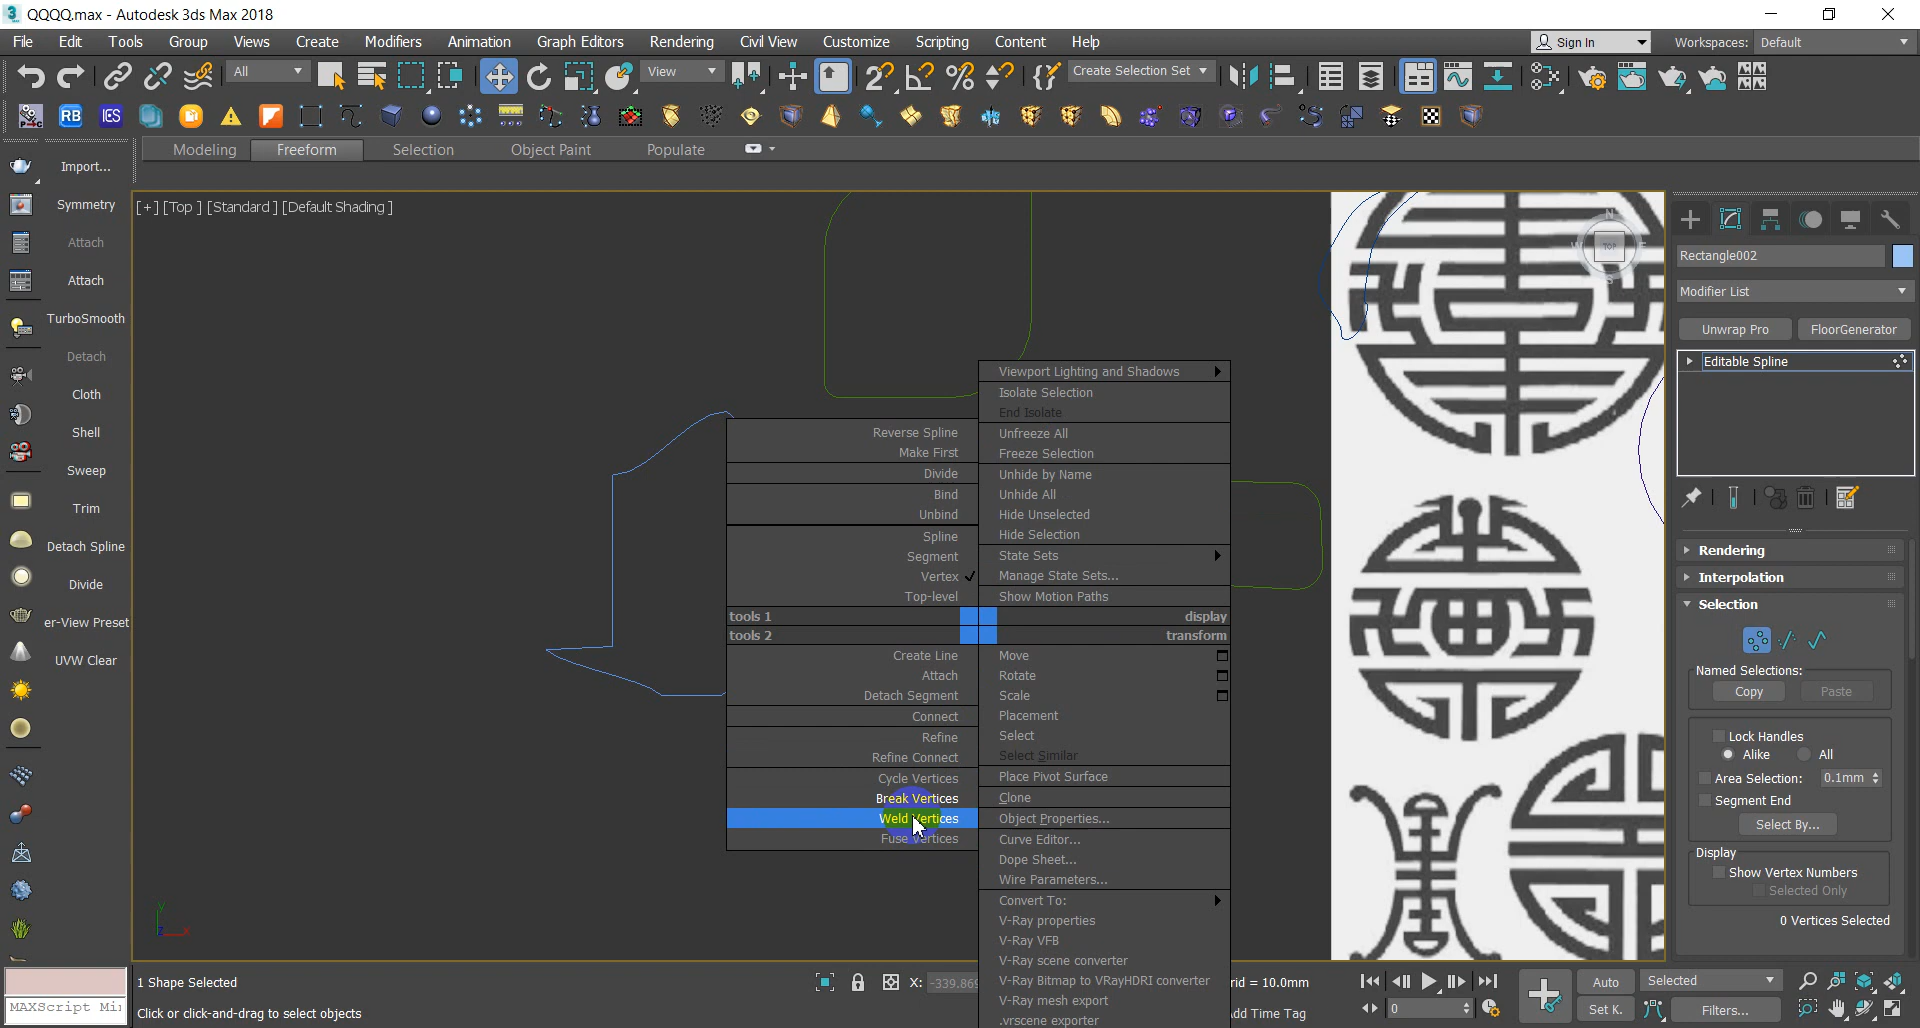 QQQQ.max - Autodesk 3ds Max 2018
File Edit Tools Group Views Create Modifiers Animation Graph Editors Rendering Civil View Customize Scripting Content Help
Sign In
Workspaces: Default
All
View
Create Selection Set
RB
IES
Modeling Freeform Selection Object Paint Populate
Import...
Symmetry
Attach
Attach
TurboSmooth
Detach
Cloth
Shell
Sweep
Trim
Detach Spline
Divide
er-View Preset
UVW Clear
[+] [Top ] [Standard ] [Default Shading ]
TOP
N
Reverse Spline
Make First
Divide
Bind
Unbind
Spline
Segment
Vertex
Top-level
tools 1
tools 2
Create Line
Attach
Detach Segment
Connect
Refine
Refine Connect
Cycle Vertices
Break Vertices
Weld Vertices
Fuse Vertices
Viewport Lighting and Shadows
Isolate Selection
End Isolate
Unfreeze All
Freeze Selection
Unhide by Name
Unhide All
Hide Unselected
Hide Selection
State Sets
Manage State Sets...
Show Motion Paths
display
transform
Move
Rotate
Scale
Placement
Select
Select Similar
Place Pivot Surface
Clone
Object Properties...
Curve Editor...
Dope Sheet...
Wire Parameters...
Convert To:
V-Ray properties
V-Ray VFB
V-Ray scene converter
V-Ray Bitmap to VRayHDRI converter
V-Ray mesh export
.vrscene exporter
Rectangle002
Modifier List
Unwrap Pro FloorGenerator
Editable Spline
Rendering
Interpolation
Selection
Named Selections:
Copy Paste
Lock Handles
Alike All
Area Selection: 0.1mm
Segment End
Select By...
Display
Show Vertex Numbers
Selected Only
0 Vertices Selected
MAXScript Mi
1 Shape Selected
Click or click-and-drag to select objects
X: -339.869
rid = 10.0mm
dd Time Tag
0
Auto Selected
Set K. Filters...
y
x
z